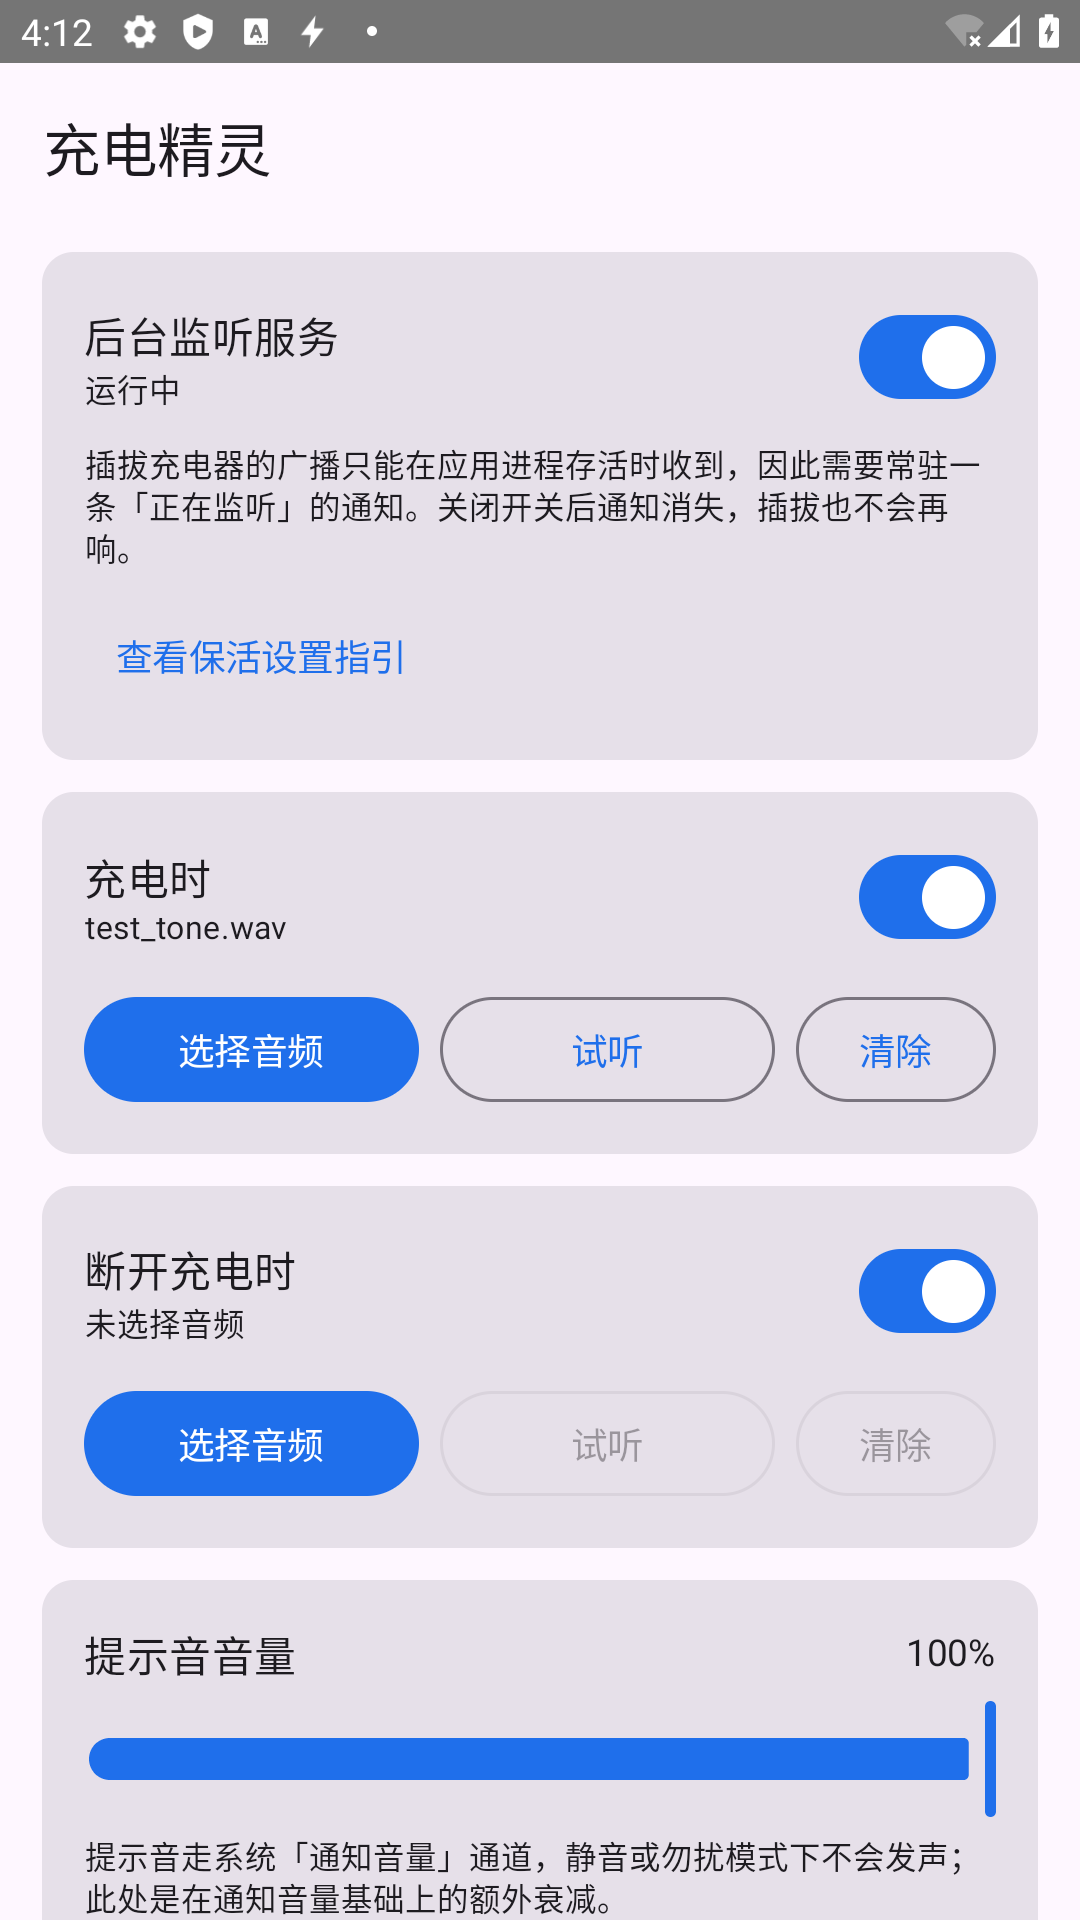 4:12
充电精灵
后台监听服务
运行中
插拔充电器的广播只能在应用进程存活时收到，因此需要常驻一
条「正在监听」的通知。关闭开关后通知消失，插拔也不会再
响。
查看保活设置指引
充电时
test_tone.wav
选择音频
试听
清除
断开充电时
未选择音频
选择音频
试听
清除
提示音音量
100%
提示音走系统「通知音量」通道，静音或勿扰模式下不会发声；
此处是在通知音量基础上的额外衰减。